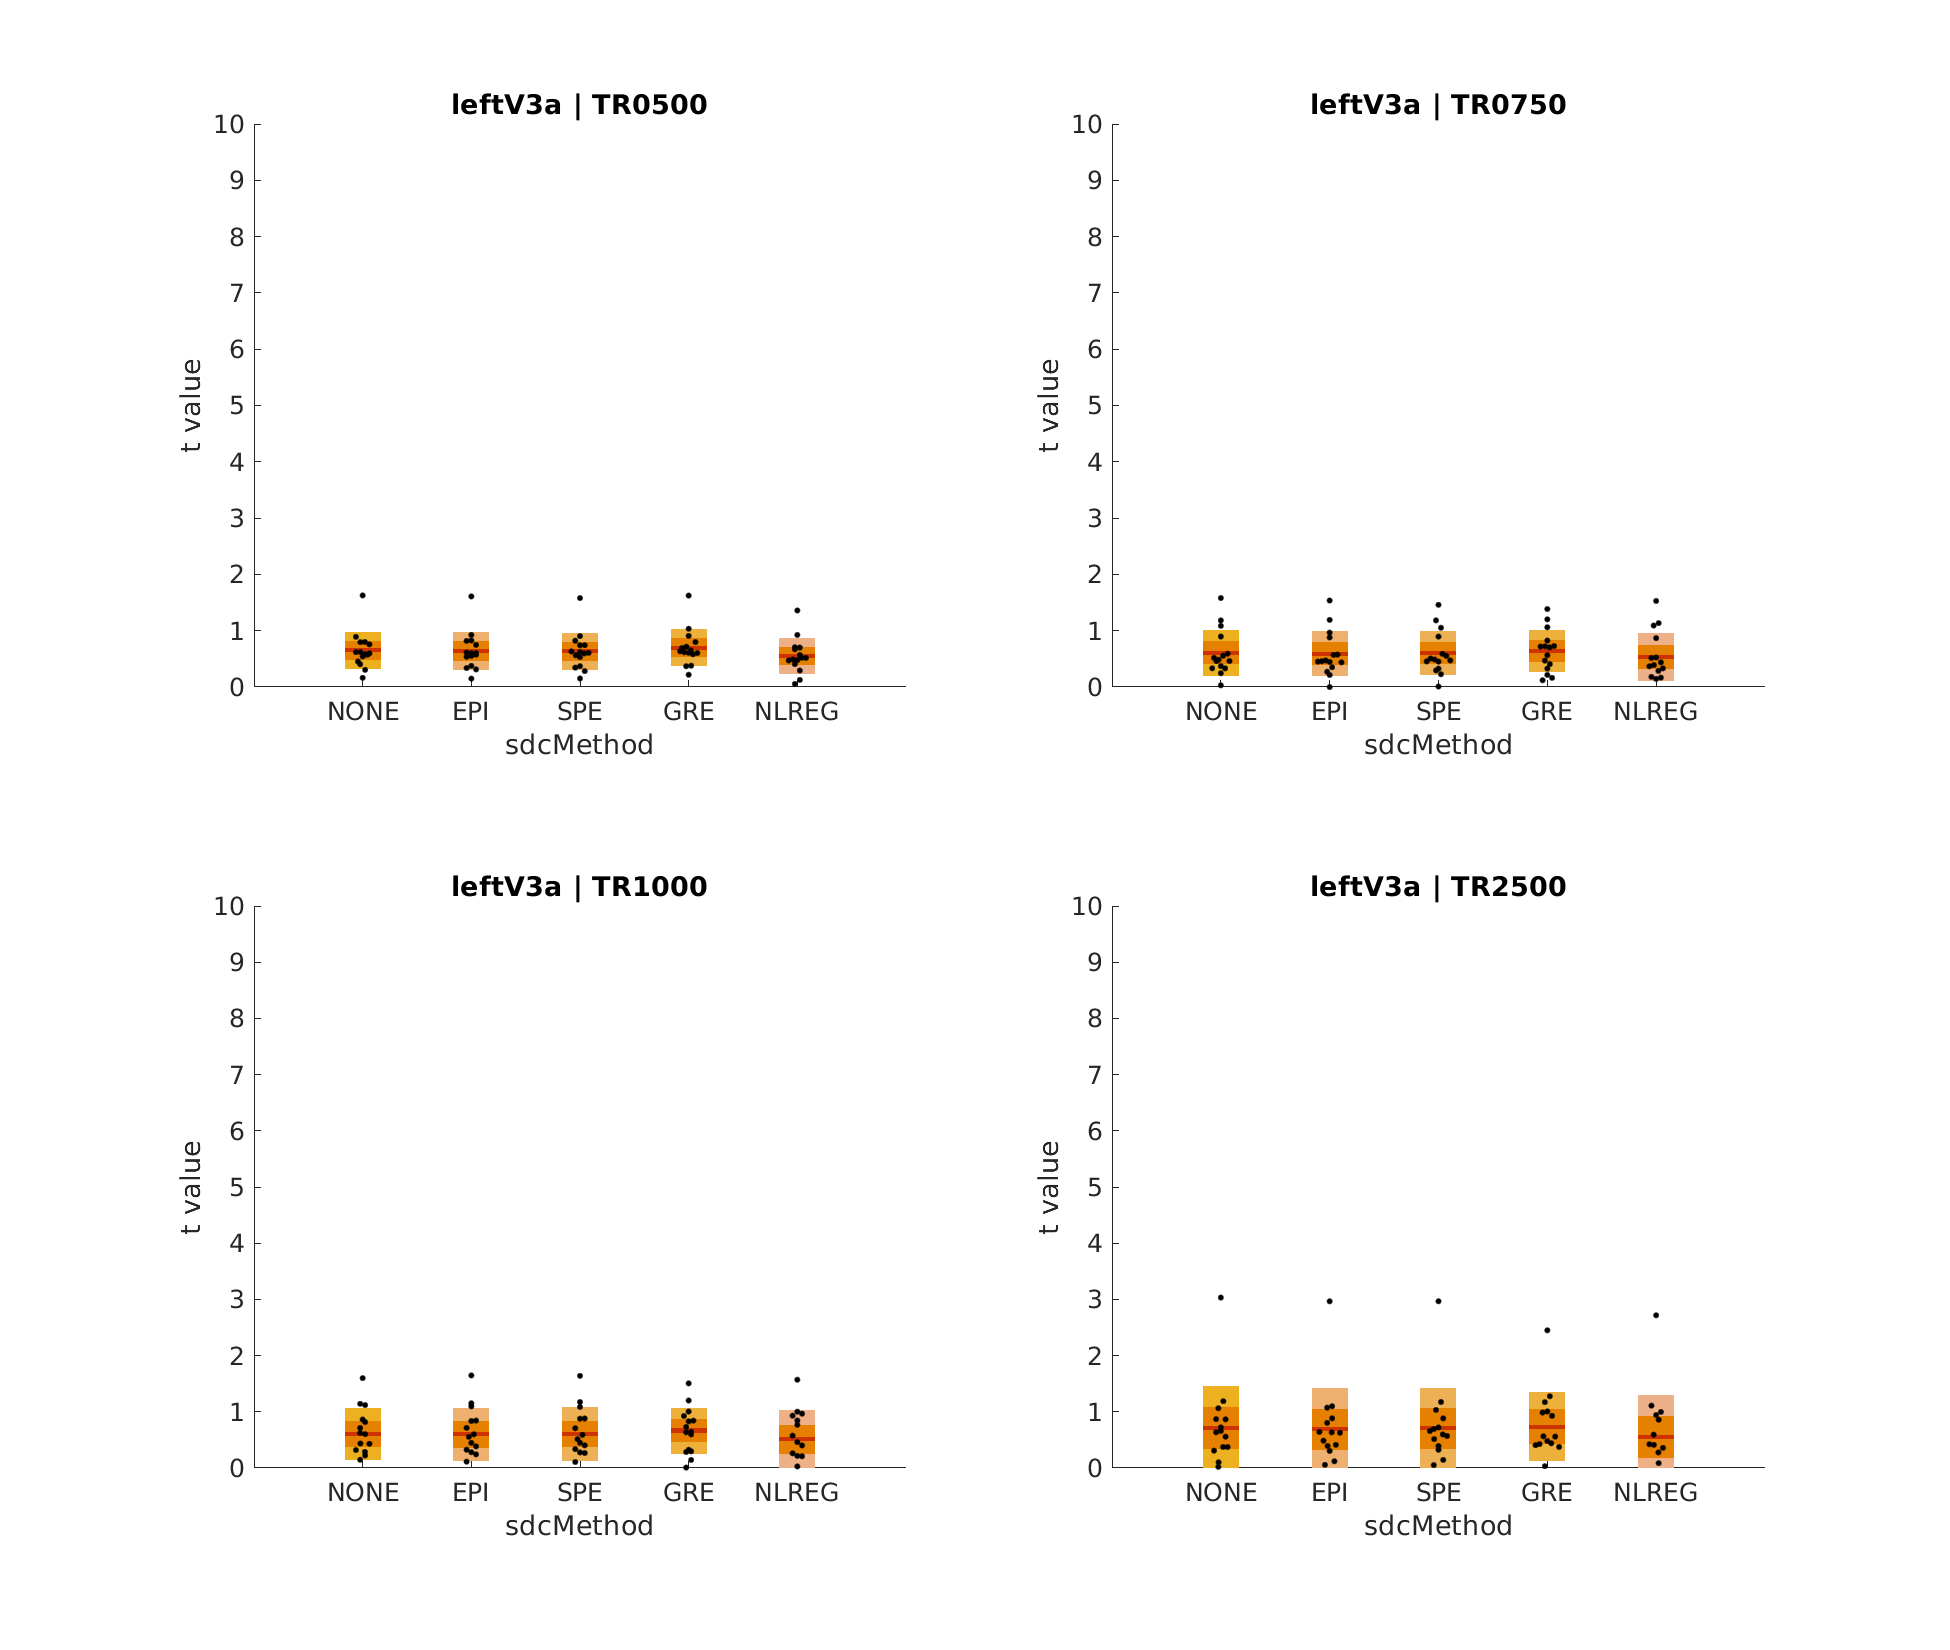 leftV3a | TR0500
10
9
8
7
6
5
4
3
2
1
0
t value
NONE EPI SPE GRE NLREG
sdcMethod
leftV3a | TR0750
10
9
8
7
6
5
4
3
2
1
0
t value
NONE EPI SPE GRE NLREG
sdcMethod
leftV3a | TR1000
10
9
8
7
6
5
4
3
2
1
0
t value
NONE EPI SPE GRE NLREG
sdcMethod
leftV3a | TR2500
10
9
8
7
6
5
4
3
2
1
0
t value
NONE EPI SPE GRE NLREG
sdcMethod